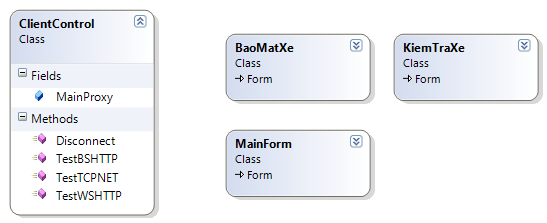 ClientControl
Class
Fields
MainProxy
Methods
Disconnect
TestBSHTTP
TestTCPNET
TestWSHTTP
BaoMatXe
Class
Form
KiemTraXe
Class
Form
MainForm
Class
Form